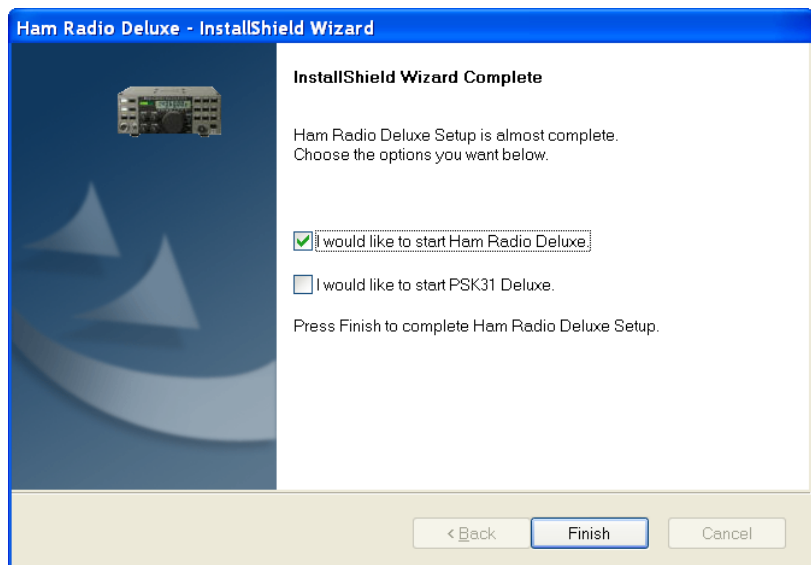 Ham Radio Deluxe - InstallShield Wizard
InstallShield Wizard Complete
Ham Radio Deluxe Setup is almost complete.
Choose the options you want below.
I would like to start Ham Radio Deluxe.
I would like to start PSK31 Deluxe.
Press Finish to complete Ham Radio Deluxe Setup.
< Back
Finish
Cancel